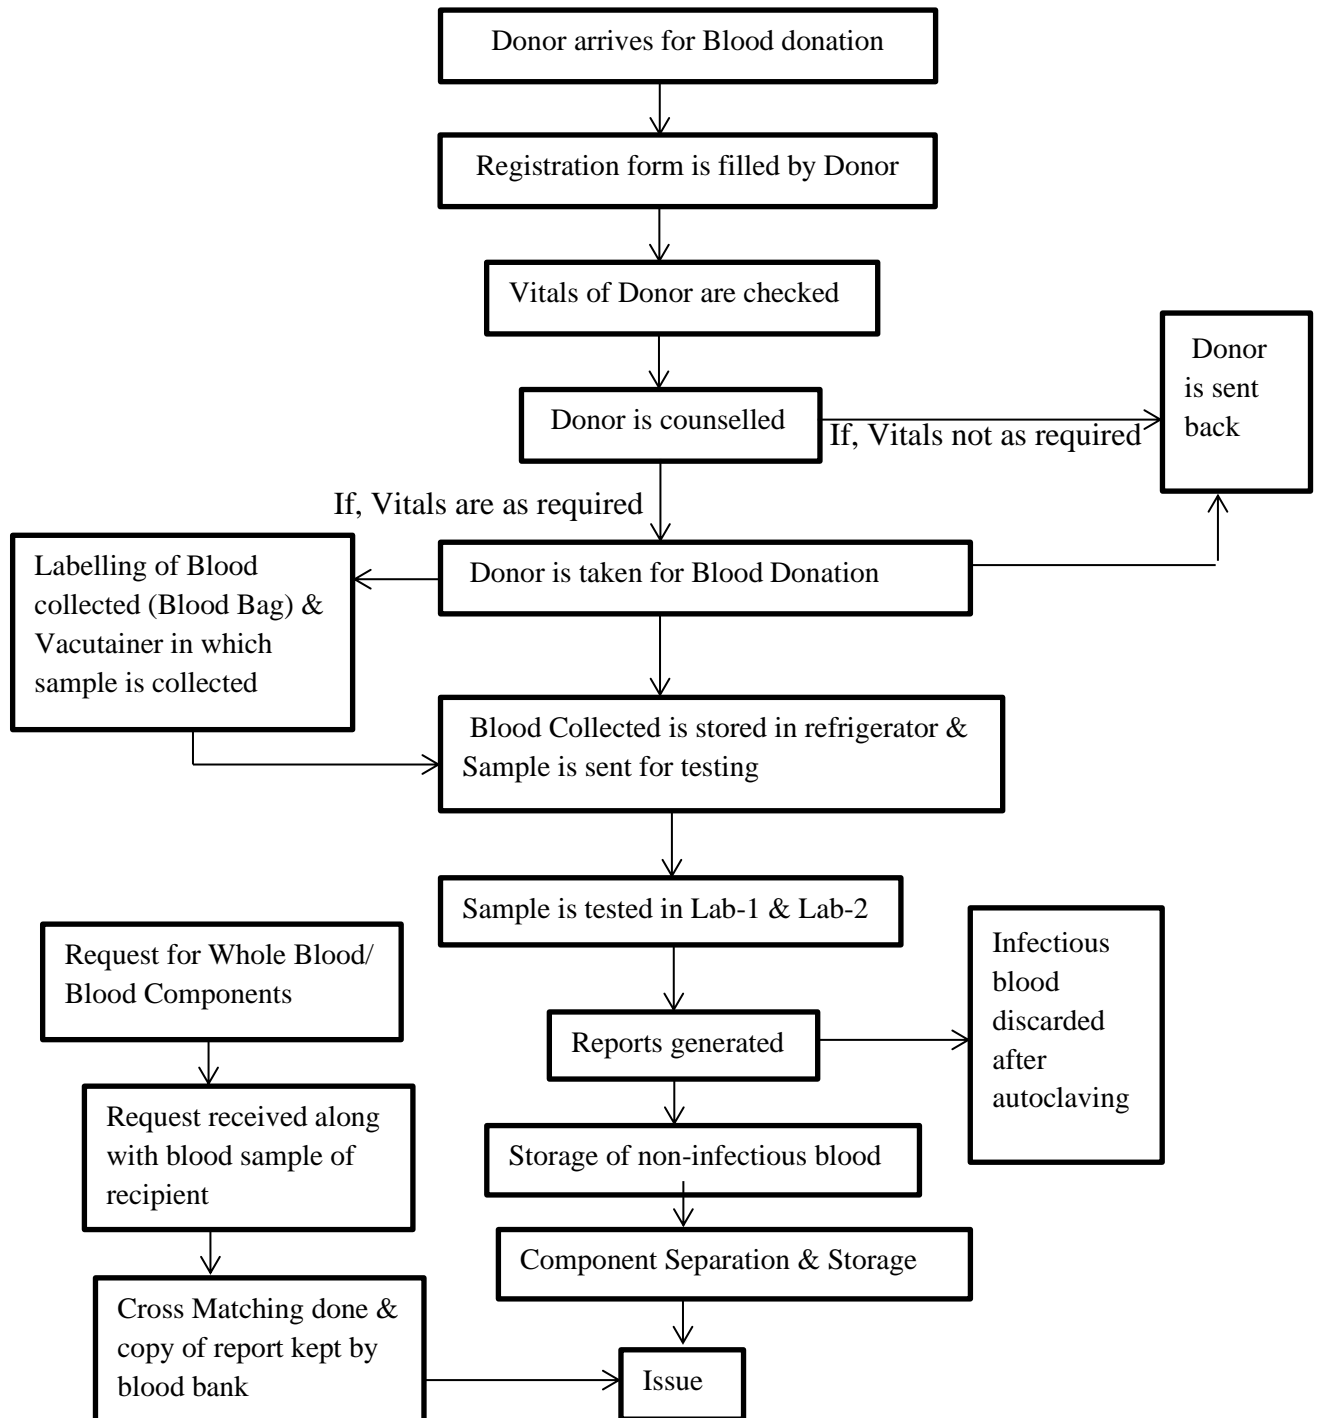 Donor arrives for Blood donation
Registration form is filled by Donor
Vitals of Donor are checked
Donor
is sent
back
Donor is counselled
If, Vitals not as required
If, Vitals are as required
Labelling of Blood
collected (Blood Bag) &
Vacutainer in which
sample is collected
Donor is taken for Blood Donation
Blood Collected is stored in refrigerator &
Sample is sent for testing
Sample is tested in Lab-1 & Lab-2
Infectious
blood
discarded
after
autoclaving
Request for Whole Blood/
Blood Components
Reports generated
Request received along
with blood sample of
recipient
Storage of non-infectious blood
Component Separation & Storage
Cross Matching done &
copy of report kept by
blood bank
Issue